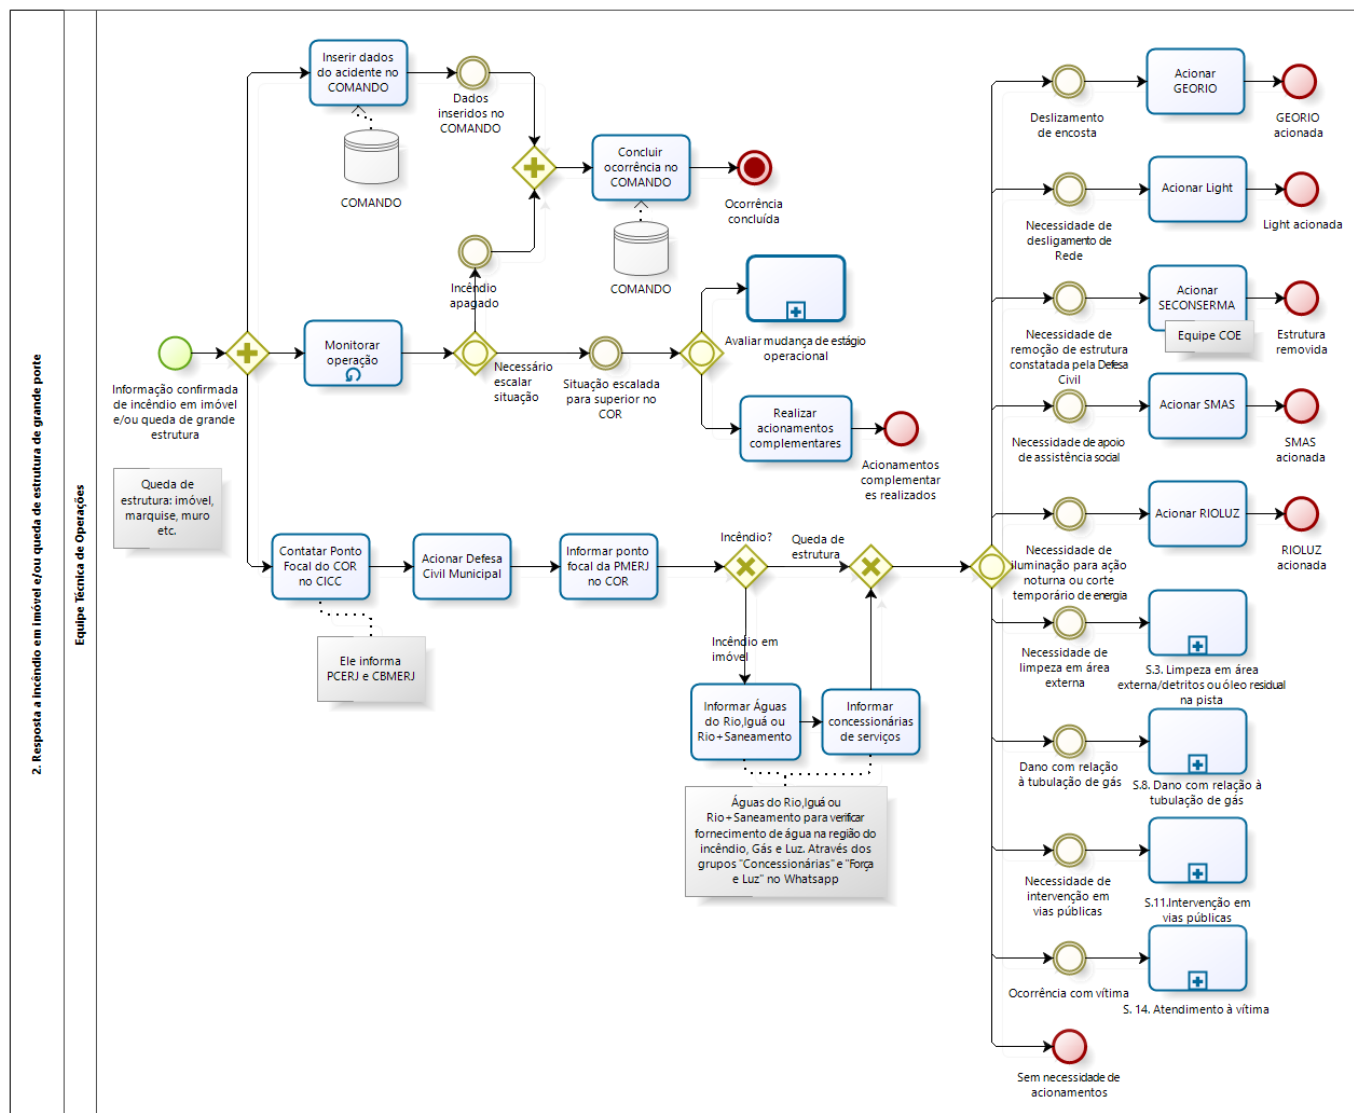 2. Resposta a incêndio em imóvel e/ou queda de estrutura de grande porte
Equipe Técnica de Operações
Informação confirmada
de incêndio em imóvel
e/ou queda de grande
estrutura
Queda de
estrutura: imóvel,
marquise, muro
etc.
Inserir dados
do acidente no
COMANDO
COMANDO
Dados
inseridos no
COMANDO
Concluir
ocorrência no
COMANDO
COMANDO
Ocorrência
concluída
Incêndio
apagado
Monitorar
operação
Necessário
escalar
situação
Situação escalada
para superior no
COR
Avaliar mudança de estágio
operacional
Realizar
acionamentos
complementares
Acionamentos
complementar
es realizados
Contatar Ponto
Focal do COR
no CICC
Ele informa
PCERJ e CBMERJ
Acionar Defesa
Civil Municipal
Informar ponto
focal da PMERJ
no COR
Incêndio?
Queda de
estrutura
Incêndio em
imóvel
Informar Águas
do Rio,Iguá ou
Rio+Saneamento
Informar
concessionárias
de serviços
Águas do Rio,Iguá ou
Rio+Saneamento para verificar
fornecimento de água na região do
incêndio, Gás e Luz. Através dos
grupos "Concessionárias" e "Força
e Luz" no Whatsapp
Deslizamento
de encosta
Acionar
GEORIO
GEORIO
acionada
Necessidade de
desligamento de
Rede
Acionar Light
Light acionada
Necessidade de
remoção de estrutura
constatada pela Defesa
Civil
Acionar
SECONSERMA
Equipe COE
Estrutura
removida
Necessidade de apoio
de assistência social
Acionar SMAS
SMAS
acionada
Necessidade de
iluminação para ação
noturna ou corte
temporário de energia
Acionar RIOLUZ
RIOLUZ
acionada
Necessidade de
limpeza em área
externa
S.3. Limpeza em área
externa/detritos ou óleo residual
na pista
Dano com relação
à tubulação de gás
S.8. Dano com relação à
tubulação de gás
Necessidade de
intervenção em
vias públicas
S.11.Intervenção em
vias públicas
Ocorrência com vítima
S. 14. Atendimento à vítima
Sem necessidade de
acionamentos